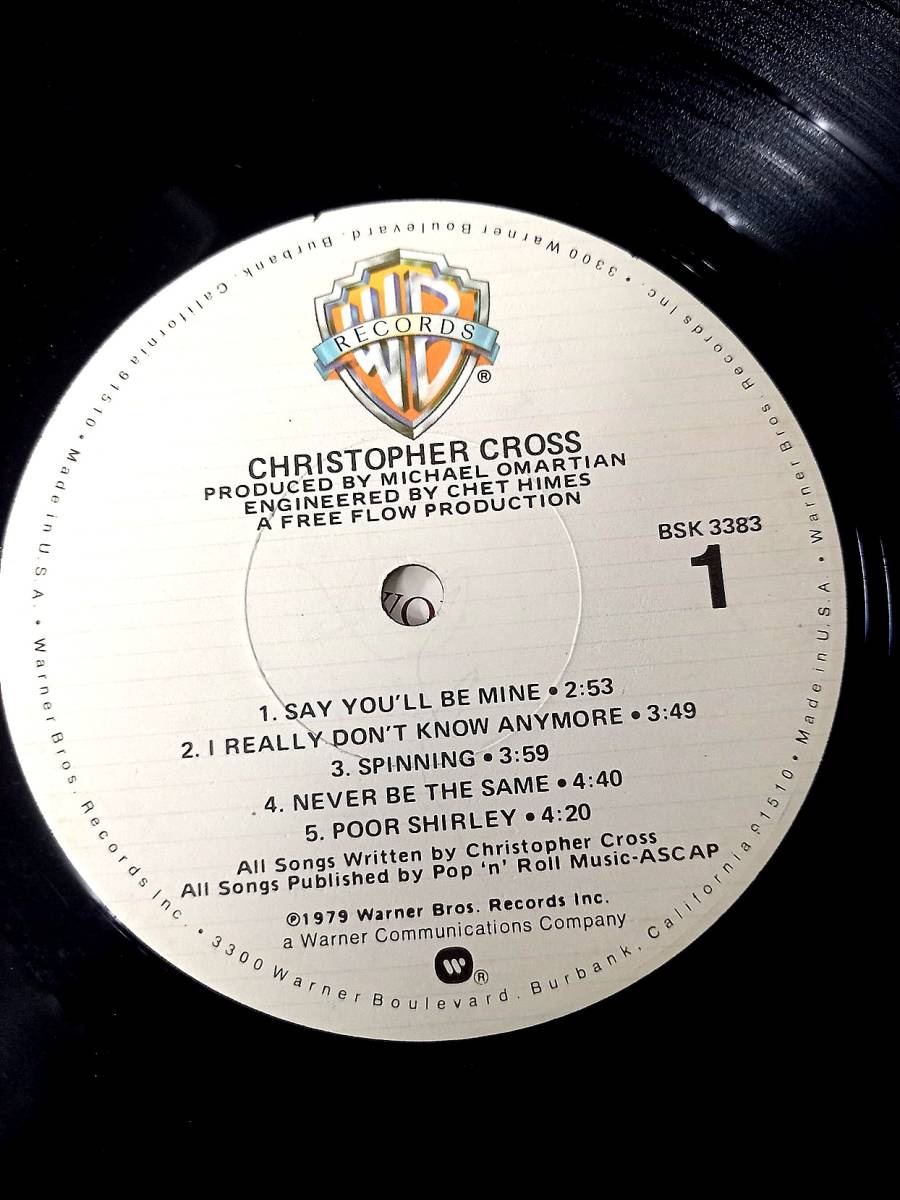 WB
RECORDS
®
CHRISTOPHER CROSS
PRODUCED BY MICHAEL OMARTIAN
ENGINEERED BY CHET HIMES
A FREE FLOW PRODUCTION
BSK 3383
1
1. SAY YOU'LL BE MINE • 2:53
2. I REALLY DON'T KNOW ANYMORE • 3:49
3. SPINNING • 3:59
4. NEVER BE THE SAME • 4:40
5. POOR SHIRLEY • 4:20
All Songs Written by Christopher Cross
All Songs Published by Pop 'n' Roll Music-ASCAP
℗1979 Warner Bros. Records Inc.
a Warner Communications Company
®
Warner Bros. Records Inc. • 3300 Warner Boulevard. Burbank, California 91510 • Made in U.S.A. • Warner Bros. Records Inc. • 3300 Warner Boulevard. Burbank, California 91510 • Made in U.S.A. •